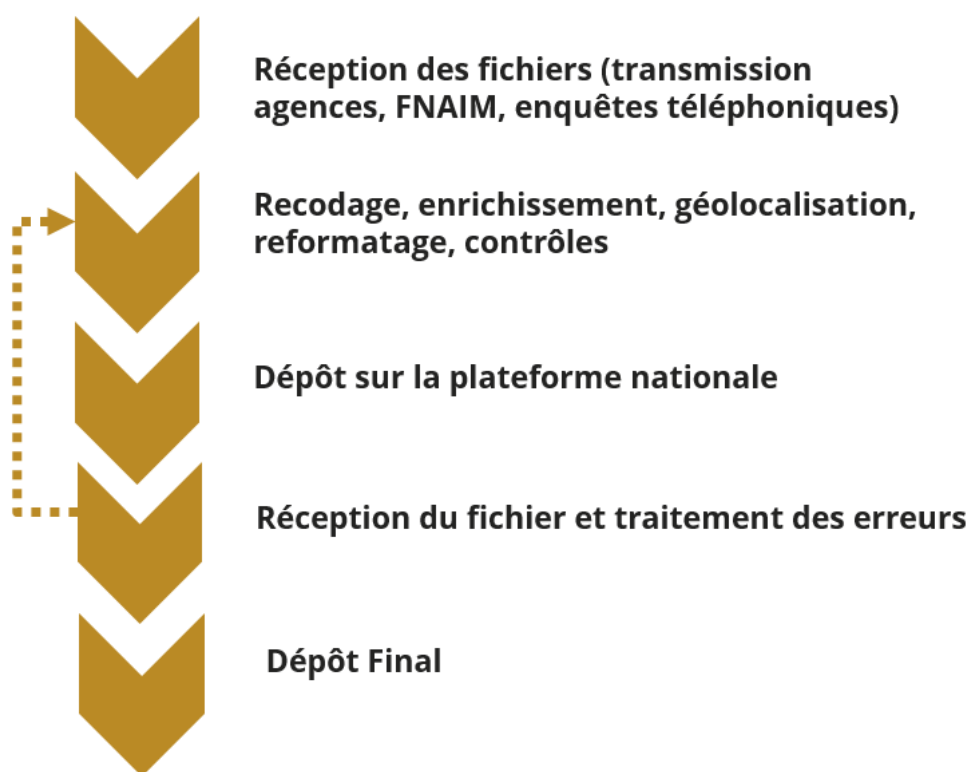 Réception des fichiers (transmission
agences, FNAIM, enquêtes téléphoniques)
Recodage, enrichissement, géolocalisation,
reformatage, contrôles
Dépôt sur la plateforme nationale
Réception du fichier et traitement des erreurs
Dépôt Final